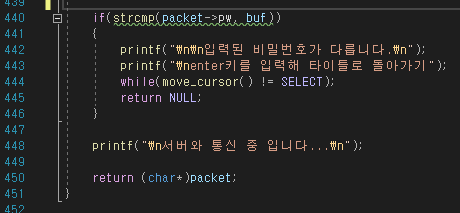 439
440 if(strcmp(packet->pw, buf))
441 {
442 printf("₩n₩n입력된 비밀번호가 다릅니다.₩n");
443 printf("₩nenter키를 입력해 타이틀로 돌아가기");
444 while(move_cursor() != SELECT);
445 return NULL;
446 }
447
448 printf("₩n서버와 통신 중 입니다...₩n");
449
450 return (char*)packet;
451 }
452